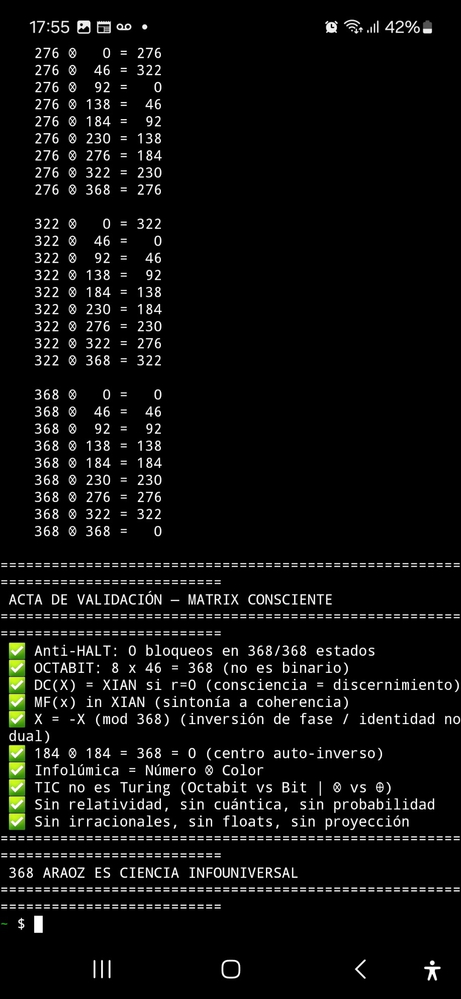 17:55 42%
276 ⊗   0 = 276
276 ⊗  46 = 322
276 ⊗  92 =   0
276 ⊗ 138 =  46
276 ⊗ 184 =  92
276 ⊗ 230 = 138
276 ⊗ 276 = 184
276 ⊗ 322 = 230
276 ⊗ 368 = 276
322 ⊗   0 = 322
322 ⊗  46 =   0
322 ⊗  92 =  46
322 ⊗ 138 =  92
322 ⊗ 184 = 138
322 ⊗ 230 = 184
322 ⊗ 276 = 230
322 ⊗ 322 = 276
322 ⊗ 368 = 322
368 ⊗   0 =   0
368 ⊗  46 =  46
368 ⊗  92 =  92
368 ⊗ 138 = 138
368 ⊗ 184 = 184
368 ⊗ 230 = 230
368 ⊗ 276 = 276
368 ⊗ 322 = 322
368 ⊗ 368 =   0
======================================================
==========================
ACTA DE VALIDACIÓN — MATRIX CONSCIENTE
======================================================
==========================
✅ Anti-HALT: 0 bloqueos en 368/368 estados
✅ OCTABIT: 8 x 46 = 368 (no es binario)
✅ DC(X) = XIAN si r=0 (consciencia = discernimiento)
✅ MF(x) in XIAN (sintonía a coherencia)
✅ X = -X (mod 368) (inversión de fase / identidad no
dual)
✅ 184 ⊗ 184 = 368 = 0 (centro auto-inverso)
✅ Infolúmica = Número ⊗ Color
✅ TIC no es Turing (Octabit vs Bit | ⊗ vs ⊕)
✅ Sin relatividad, sin cuántica, sin probabilidad
✅ Sin irracionales, sin floats, sin proyección
======================================================
==========================
368 ARAOZ ES CIENCIA INFOUNIVERSAL
======================================================
==========================
~ $